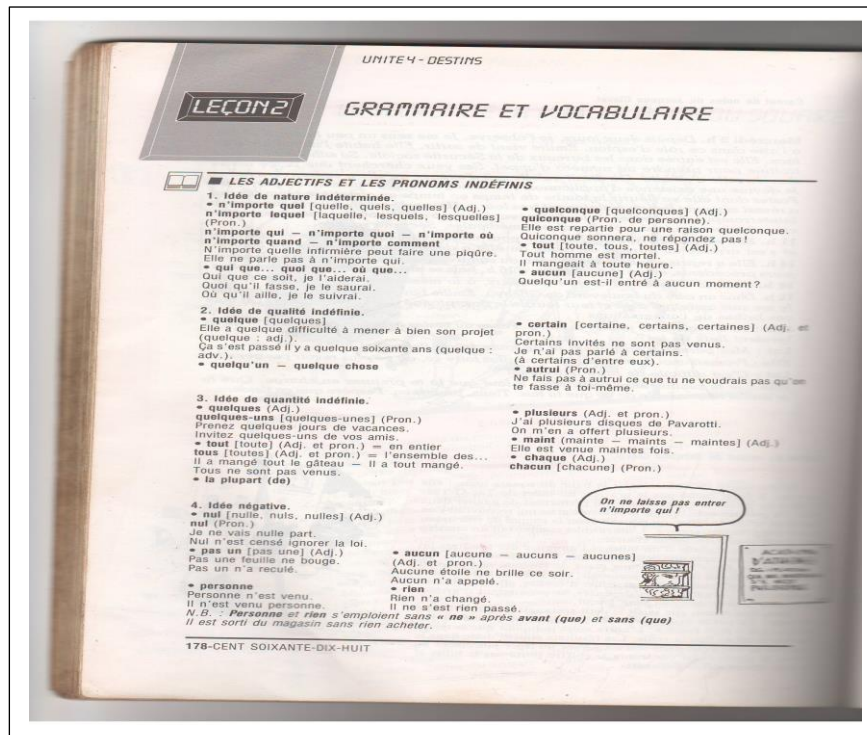 UNITE 4 - DESTINS
LEÇON 2
GRAMMAIRE ET VOCABULAIRE
■ LES ADJECTIFS ET LES PRONOMS INDÉFINIS
1. Idée de nature indéterminée.
• n'importe quel [quelle, quels, quelles] (Adj.)
n'importe lequel [laquelle, lesquels, lesquelles]
(Pron.)
n'importe qui — n'importe quoi — n'importe où
n'importe quand — n'importe comment
N'importe quelle infirmière peut faire une piqûre.
Elle ne parle pas à n'importe qui.
• qui que... quoi que... où que...
Qui que ce soit, je l'aiderai.
Quoi qu'il fasse, je le saurai.
Où qu'il aille, je le suivrai.
• quelconque [quelconques] (Adj.)
quiconque (Pron. de personne).
Elle est repartie pour une raison quelconque.
Quiconque sonnera, ne répondez pas !
• tout [toute, tous, toutes] (Adj.)
Tout homme est mortel.
Il mangeait à toute heure.
• aucun [aucune] (Adj.)
Quelqu'un est-il entré à aucun moment ?
2. Idée de qualité indéfinie.
• quelque [quelques]
Elle a quelque difficulté à mener à bien son projet
(quelque : adj.).
Ça s'est passé il y a quelque soixante ans (quelque :
adv.).
• quelqu'un — quelque chose
• certain [certaine, certains, certaines] (Adj. et
pron.)
Certains invités ne sont pas venus.
Je n'ai pas parlé à certains.
(à certains d'entre eux).
• autrui (Pron.)
Ne fais pas à autrui ce que tu ne voudrais pas qu'on
te fasse à toi-même.
3. Idée de quantité indéfinie.
• quelques (Adj.)
quelques-uns [quelques-unes] (Pron.)
Prenez quelques jours de vacances.
Invitez quelques-uns de vos amis.
• tout [toute] (Adj. et pron.) = en entier
tous [toutes] (Adj. et pron.) = l'ensemble des...
Il a mangé tout le gâteau — Il a tout mangé.
Tous ne sont pas venus.
• la plupart (de)
• plusieurs (Adj. et pron.)
J'ai plusieurs disques de Pavarotti.
On m'en a offert plusieurs.
• maint (mainte — maints — maintes] (Adj.)
Elle est venue maintes fois.
• chaque (Adj.)
chacun [chacune] (Pron.)
4. Idée négative.
• nul [nulle, nuls, nulles] (Adj.)
nul (Pron.)
Je ne vais nulle part.
Nul n'est censé ignorer la loi.
• pas un [pas une] (Adj.)
Pas une feuille ne bouge.
Pas un n'a reculé.
• personne
Personne n'est venu.
Il n'est venu personne.
• aucun [aucune — aucuns — aucunes]
(Adj. et pron.)
Aucune étoile ne brille ce soir.
Aucun n'a appelé.
• rien
Rien n'a changé.
Il ne s'est rien passé.
N.B. : Personne et rien s'emploient sans « ne » après avant (que) et sans (que)
Il est sorti du magasin sans rien acheter.
On ne laisse pas entrer
n'importe qui !
178-CENT SOIXANTE-DIX-HUIT